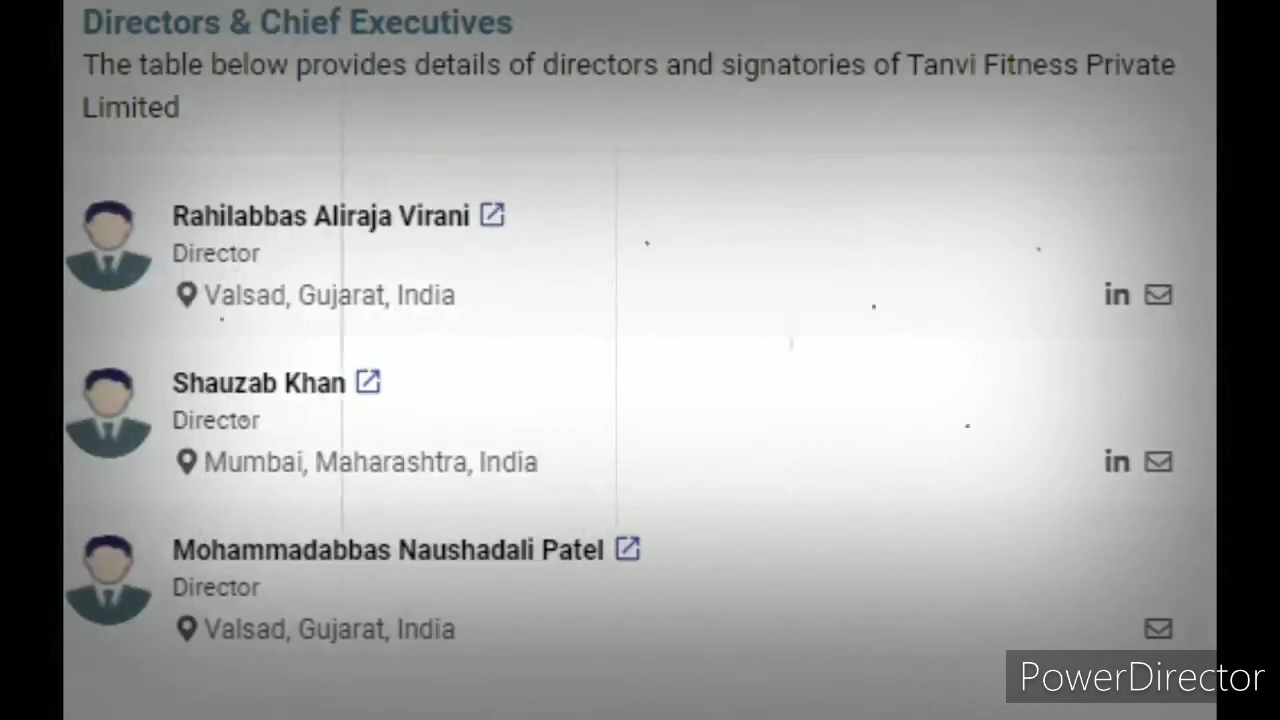 Directors & Chief Executives
The table below provides details of directors and signatories of Tanvi Fitness Private
Limited
Rahilabbas Aliraja Virani
Director
Valsad, Gujarat, India
in
Shauzab Khan
Director
Mumbai, Maharashtra, India
in
Mohammadabbas Naushadali Patel
Director
Valsad, Gujarat, India
PowerDirector